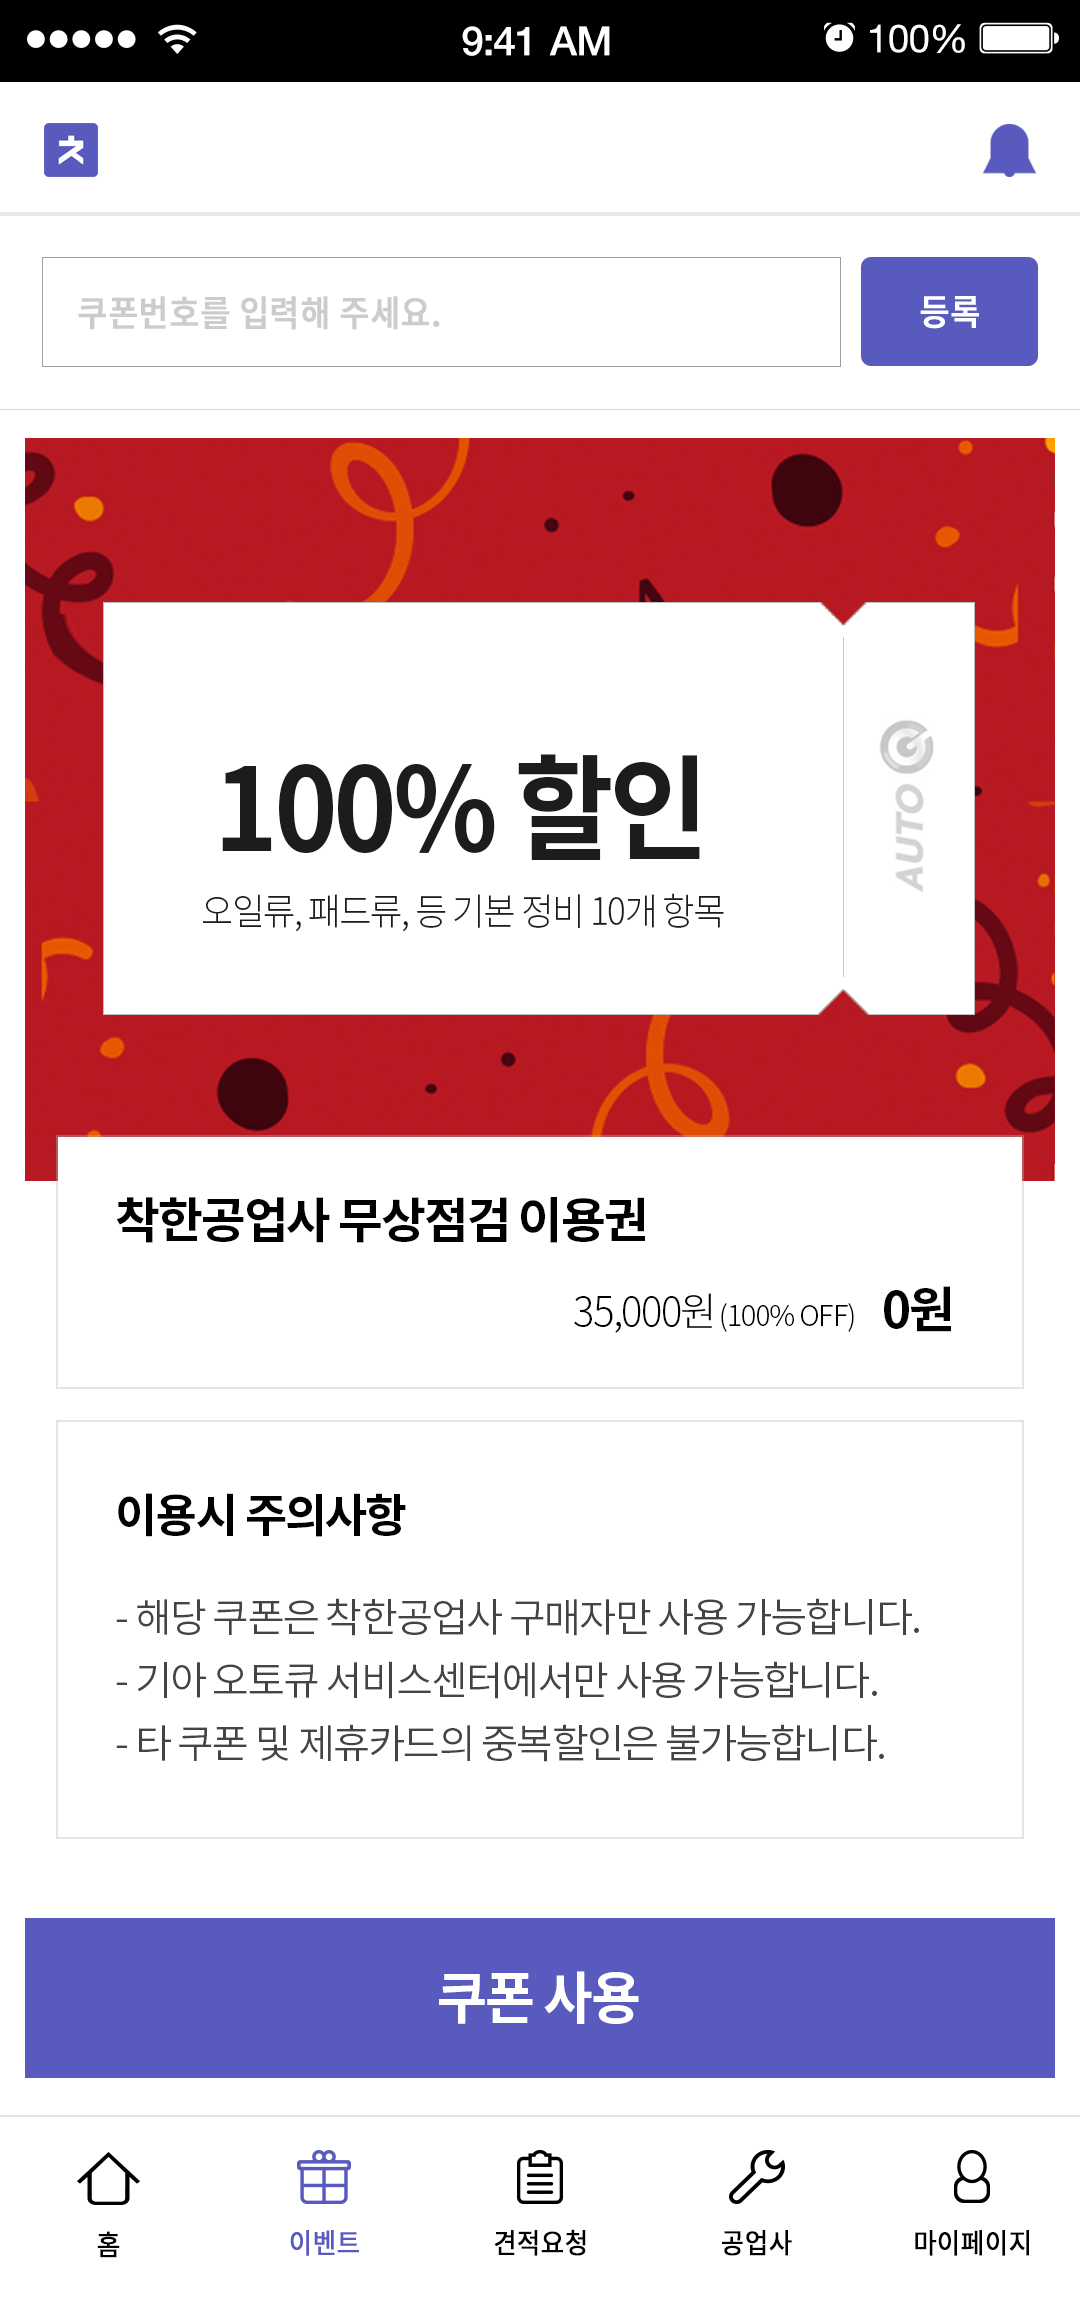 9:41 AM
100%
ㅊ
쿠폰번호를 입력해 주세요.
등록
100% 할인
오일류, 패드류, 등 기본 정비 10개 항목
AUTO Q
착한공업사 무상점검 이용권
35,000원 (100% OFF) 0원
이용시 주의사항
- 해당 쿠폰은 착한공업사 구매자만 사용 가능합니다.
- 기아 오토큐 서비스센터에서만 사용 가능합니다.
- 타 쿠폰 및 제휴카드의 중복할인은 불가능합니다.
쿠폰 사용
홈
이벤트
견적요청
공업사
마이페이지